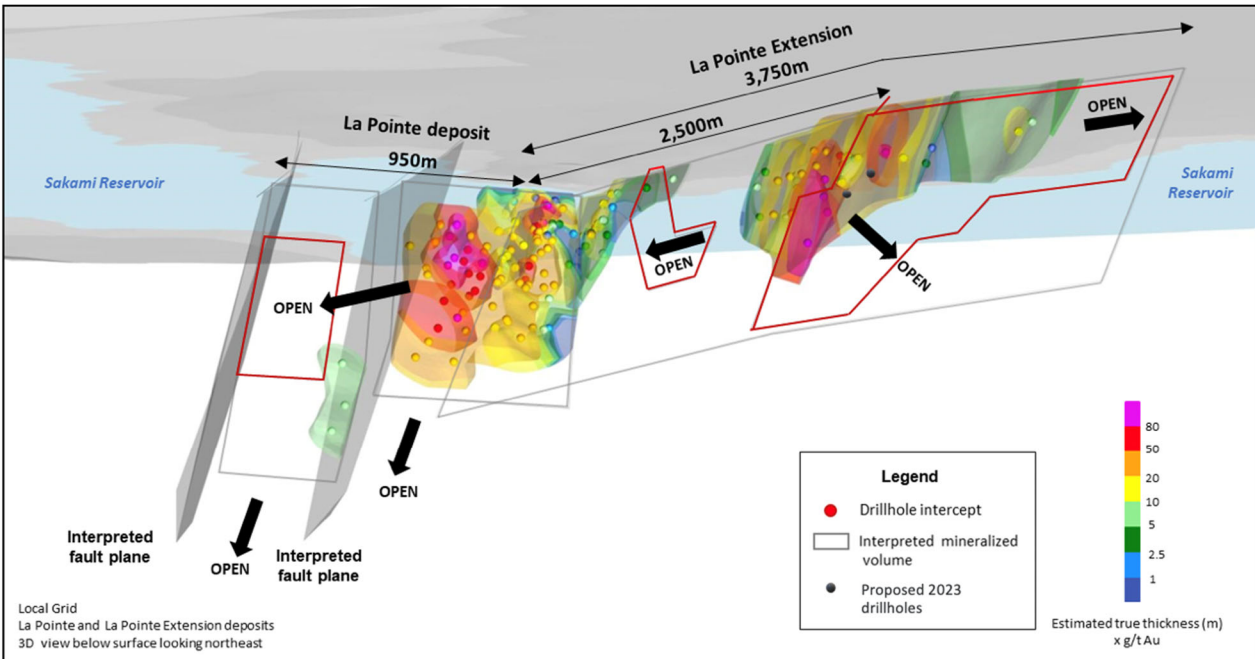 La Pointe Extension
3,750m
La Pointe deposit
2,500m
950m
OPEN
Sakami Reservoir
Sakami
Reservoir
OPEN
OPEN
OPEN
OPEN
OPEN
Interpreted
fault plane
OPEN
Interpreted
fault plane
Legend
Drillhole intercept
Interpreted mineralized
volume
Proposed 2023
drillholes
80
50
20
10
5
2.5
1
Estimated true thickness (m)
x g/t Au
Local Grid
La Pointe and La Pointe Extension deposits
3D view below surface looking northeast